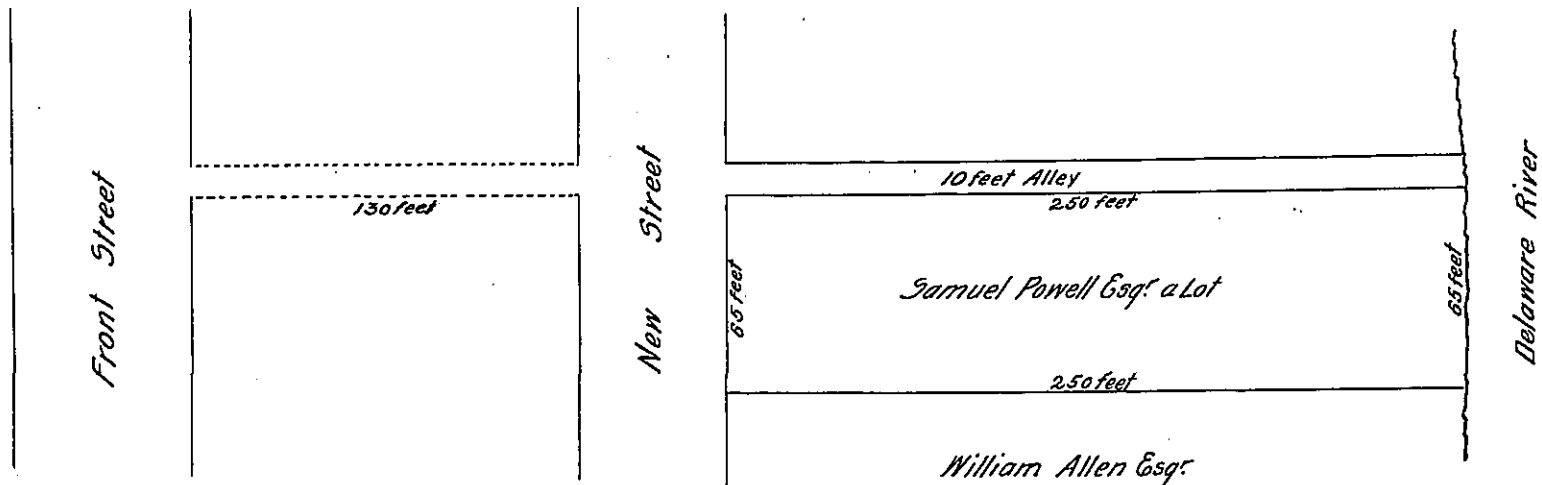 Front Street
130 feet
New Street
10 feet Alley
250 feet
65 feet
Samuel Powell Esqr. a Lot
65 feet
250 feet
William Allen Esqr.
Delaware River